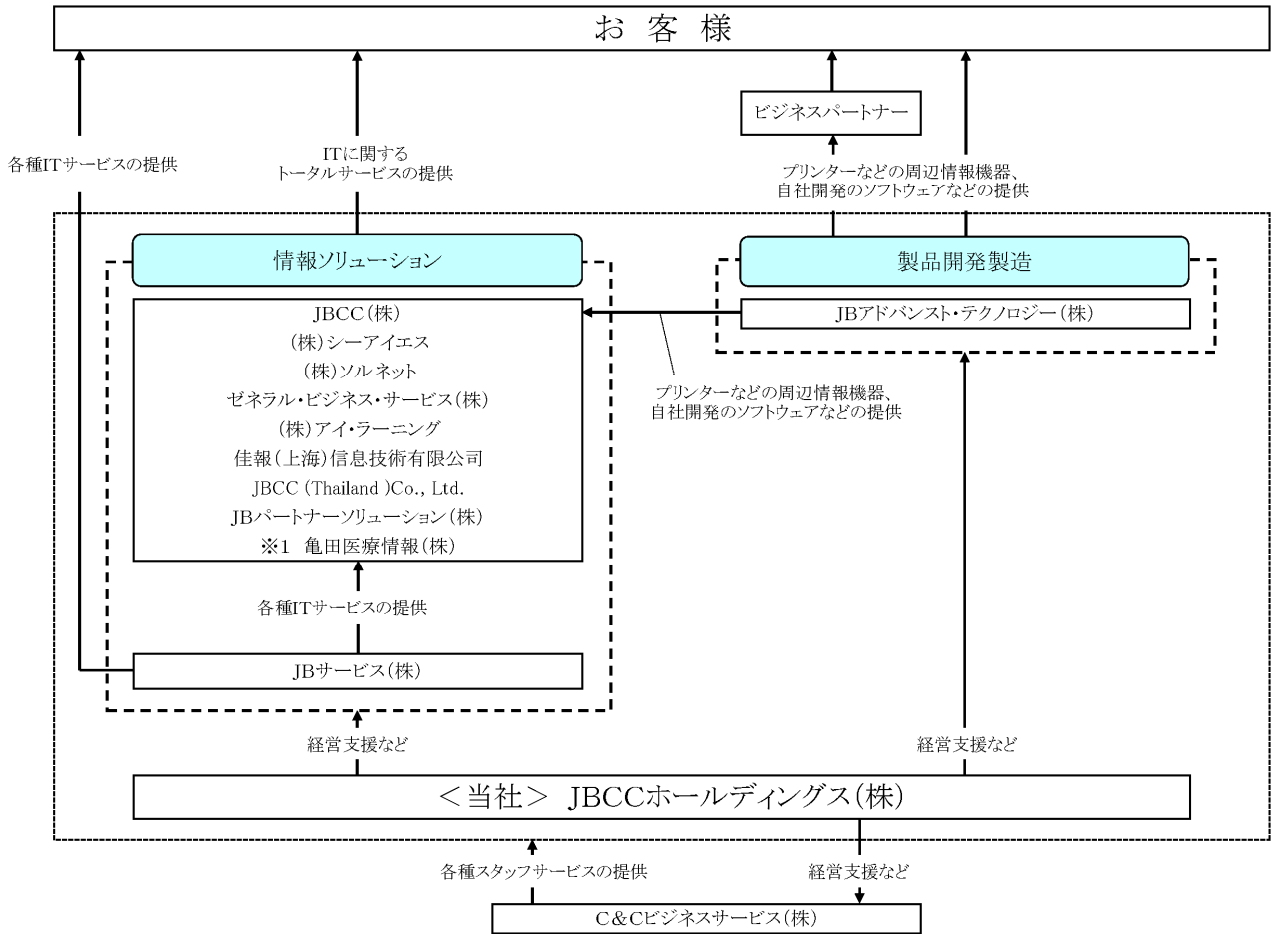 お 客 様
ビジネスパートナー
各種ITサービスの提供
ITに関する
トータルサービスの提供
プリンターなどの周辺情報機器、
自社開発のソフトウェアなどの提供
情報ソリューション
製品開発製造
JBCC（株）
（株）シーアイエス
（株）ソルネット
ゼネラル・ビジネス・サービス（株）
（株）アイ・ラーニング
佳報（上海）信息技術有限公司
JBCC（Thailand）Co., Ltd.
JBパートナーソリューション（株）
※1 亀田医療情報（株）
JBアドバンスト・テクノロジー（株）
プリンターなどの周辺情報機器、
自社開発のソフトウェアなどの提供
各種ITサービスの提供
JBサービス（株）
経営支援など
経営支援など
＜当社＞ JBCCホールディングス（株）
各種スタッフサービスの提供
経営支援など
C＆Cビジネスサービス（株）